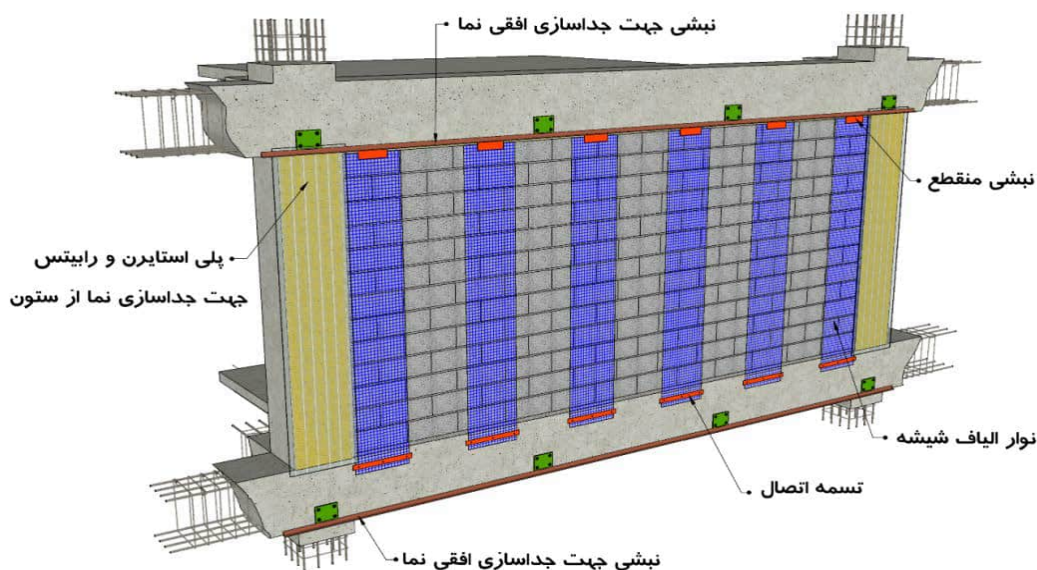 نبشی جهت جداسازی افقی نما
نبشی منقطع
پلی استایرن و رابیتس
جهت جداسازی نما از ستون
نوار الیاف شیشه
تسمه اتصال
نبشی جهت جداسازی افقی نما